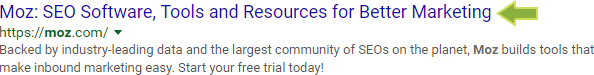 Moz: SEO Software, Tools and Resources for Better Marketing
https://moz.com/
Backed by industry-leading data and the largest community of SEOs on the planet, Moz builds tools that
make inbound marketing easy. Start your free trial today!